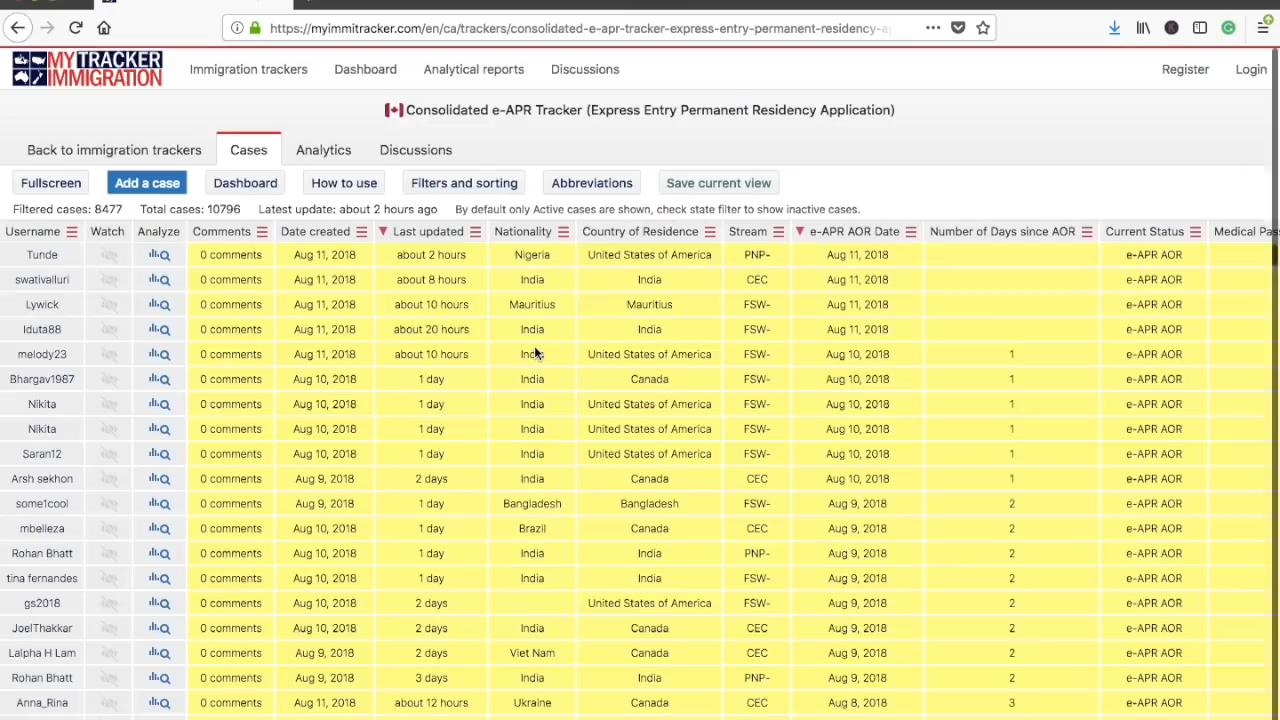 https://myimmitracker.com/en/ca/trackers/consolidated-e-apr-tracker-express-entry-permanent-residency-ap
MYTRACKER IMMIGRATION Immigration trackers Dashboard Analytical reports Discussions Register Login
Consolidated e-APR Tracker (Express Entry Permanent Residency Application)
Back to immigration trackers Cases Analytics Discussions
Fullscreen Add a case Dashboard How to use Filters and sorting Abbreviations Save current view
Filtered cases: 8477 Total cases: 10796 Latest update: about 2 hours ago By default only Active cases are shown, check state filter to show inactive cases.
Username Watch Analyze Comments Date created Last updated Nationality Country of Residence Stream e-APR AOR Date Number of Days since AOR Current Status Medical Pas
Tunde 0 comments Aug 11, 2018 about 2 hours Nigeria United States of America PNP- Aug 11, 2018 e-APR AOR
swativalluri 0 comments Aug 11, 2018 about 8 hours India India CEC Aug 11, 2018 e-APR AOR
Lywick 0 comments Aug 11, 2018 about 10 hours Mauritius Mauritius FSW- Aug 11, 2018 e-APR AOR
lduta88 0 comments Aug 11, 2018 about 20 hours India India FSW- Aug 11, 2018 e-APR AOR
melody23 0 comments Aug 11, 2018 about 10 hours India United States of America FSW- Aug 10, 2018 1 e-APR AOR
Bhargav1987 0 comments Aug 10, 2018 1 day India Canada FSW- Aug 10, 2018 1 e-APR AOR
Nikita 0 comments Aug 10, 2018 1 day India United States of America FSW- Aug 10, 2018 1 e-APR AOR
Nikita 0 comments Aug 10, 2018 1 day India United States of America FSW- Aug 10, 2018 1 e-APR AOR
Saran12 0 comments Aug 10, 2018 1 day India United States of America FSW- Aug 10, 2018 1 e-APR AOR
Arsh sekhon 0 comments Aug 9, 2018 2 days India Canada CEC Aug 10, 2018 1 e-APR AOR
some1cool 0 comments Aug 9, 2018 1 day Bangladesh Bangladesh FSW- Aug 9, 2018 2 e-APR AOR
mbelleza 0 comments Aug 10, 2018 1 day Brazil Canada CEC Aug 9, 2018 2 e-APR AOR
Rohan Bhatt 0 comments Aug 10, 2018 1 day India India PNP- Aug 9, 2018 2 e-APR AOR
tina fernandes 0 comments Aug 10, 2018 1 day India India FSW- Aug 9, 2018 2 e-APR AOR
gs2018 0 comments Aug 10, 2018 2 days United States of America FSW- Aug 9, 2018 2 e-APR AOR
JoelThakkar 0 comments Aug 10, 2018 2 days India Canada CEC Aug 9, 2018 2 e-APR AOR
Lalpha H Lam 0 comments Aug 9, 2018 2 days Viet Nam Canada CEC Aug 9, 2018 2 e-APR AOR
Rohan Bhatt 0 comments Aug 9, 2018 3 days India India PNP- Aug 9, 2018 2 e-APR AOR
Anna_Rina 0 comments Aug 11, 2018 about 12 hours Ukraine Canada CEC Aug 8, 2018 3 e-APR AOR